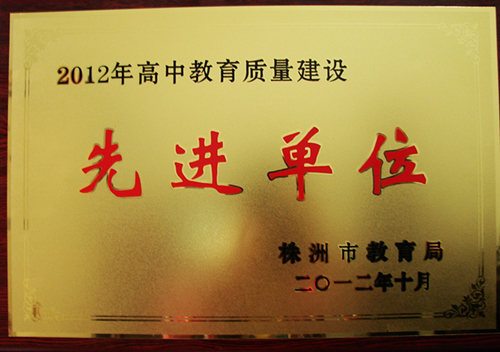 2012年高中教育质量建设
先进单位
株洲市教育局
二〇一二年十月